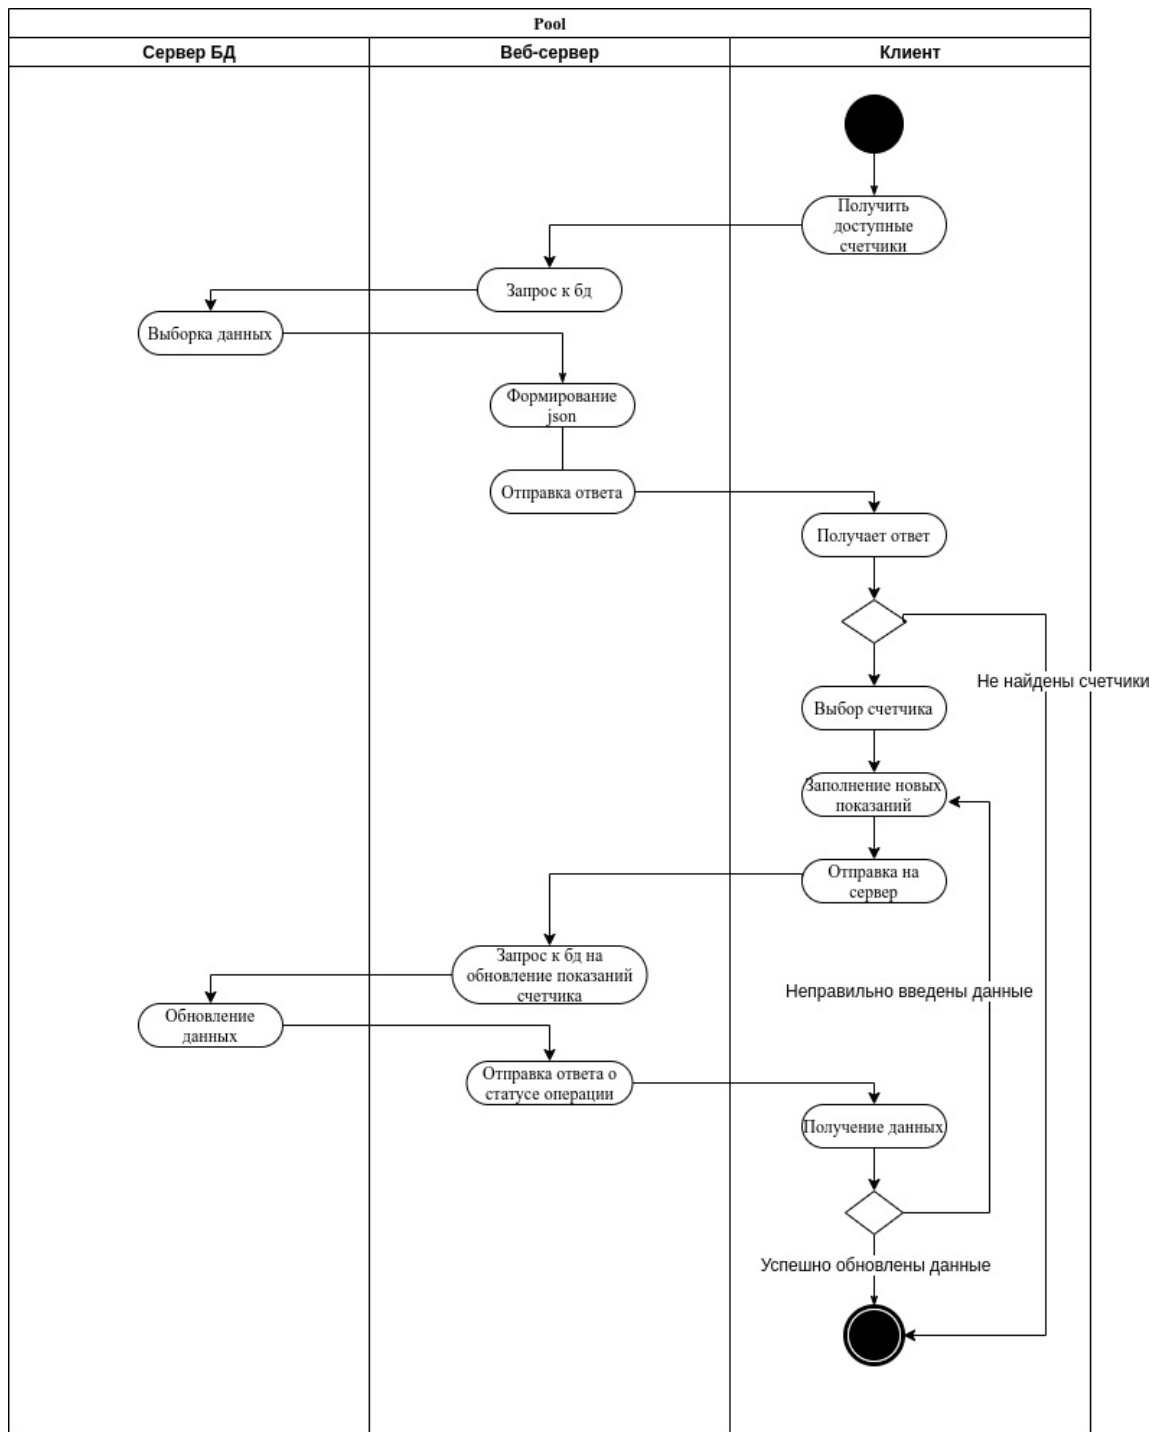 Pool
Сервер БД
Веб-сервер
Клиент
Получить
доступные
счетчики
Запрос к бд
Выборка данных
Формирование
json
Отправка ответа
Получает ответ
Не найдены счетчики
Выбор счетчика
Заполнение новых
показаний
Отправка на
сервер
Запрос к бд на
обновление показаний
счетчика
Неправильно введены данные
Обновление
данных
Отправка ответа о
статусе операции
Получение данных
Успешно обновлены данные